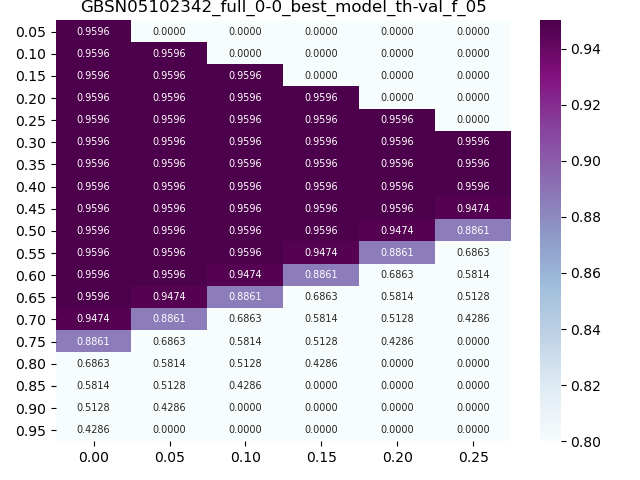 GBSN05102342_full_0-0_best_model_th-val_f_05
0.05 0.9596 0.0000 0.0000 0.0000 0.0000 0.0000
0.10 0.9596 0.9596 0.0000 0.0000 0.0000 0.0000
0.15 0.9596 0.9596 0.9596 0.0000 0.0000 0.0000
0.20 0.9596 0.9596 0.9596 0.9596 0.0000 0.0000
0.25 0.9596 0.9596 0.9596 0.9596 0.9596 0.0000
0.30 0.9596 0.9596 0.9596 0.9596 0.9596 0.9596
0.35 0.9596 0.9596 0.9596 0.9596 0.9596 0.9596
0.40 0.9596 0.9596 0.9596 0.9596 0.9596 0.9596
0.45 0.9596 0.9596 0.9596 0.9596 0.9596 0.9474
0.50 0.9596 0.9596 0.9596 0.9596 0.9474 0.8861
0.55 0.9596 0.9596 0.9596 0.9474 0.8861 0.6863
0.60 0.9596 0.9596 0.9474 0.8861 0.6863 0.5814
0.65 0.9596 0.9474 0.8861 0.6863 0.5814 0.5128
0.70 0.9474 0.8861 0.6863 0.5814 0.5128 0.4286
0.75 0.8861 0.6863 0.5814 0.5128 0.4286 0.0000
0.80 0.6863 0.5814 0.5128 0.4286 0.0000 0.0000
0.85 0.5814 0.5128 0.4286 0.0000 0.0000 0.0000
0.90 0.5128 0.4286 0.0000 0.0000 0.0000 0.0000
0.95 0.4286 0.0000 0.0000 0.0000 0.0000 0.0000
0.00 0.05 0.10 0.15 0.20 0.25
0.94
0.92
0.90
0.88
0.86
0.84
0.82
0.80